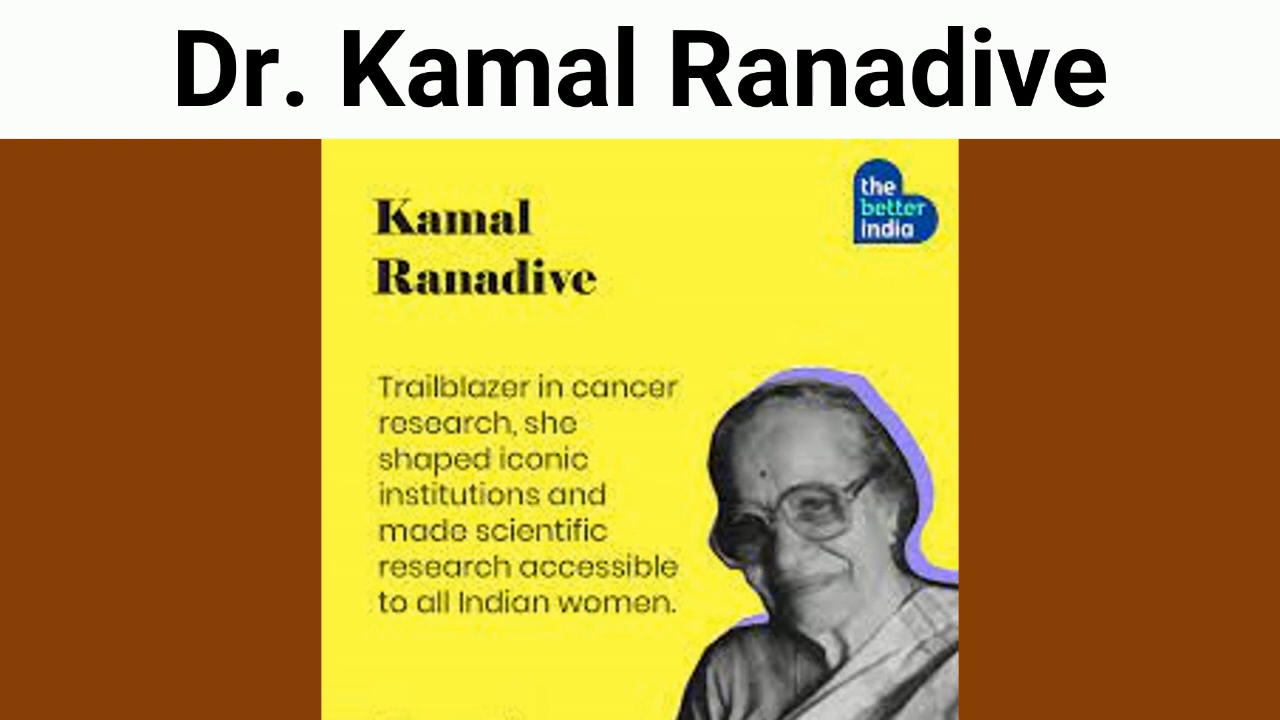 Dr. Kamal Ranadive
the
better
india
Kamal
Ranadive
Trailblazer in cancer
research, she
shaped iconic
institutions and
made scientific
research accessible
to all Indian women.